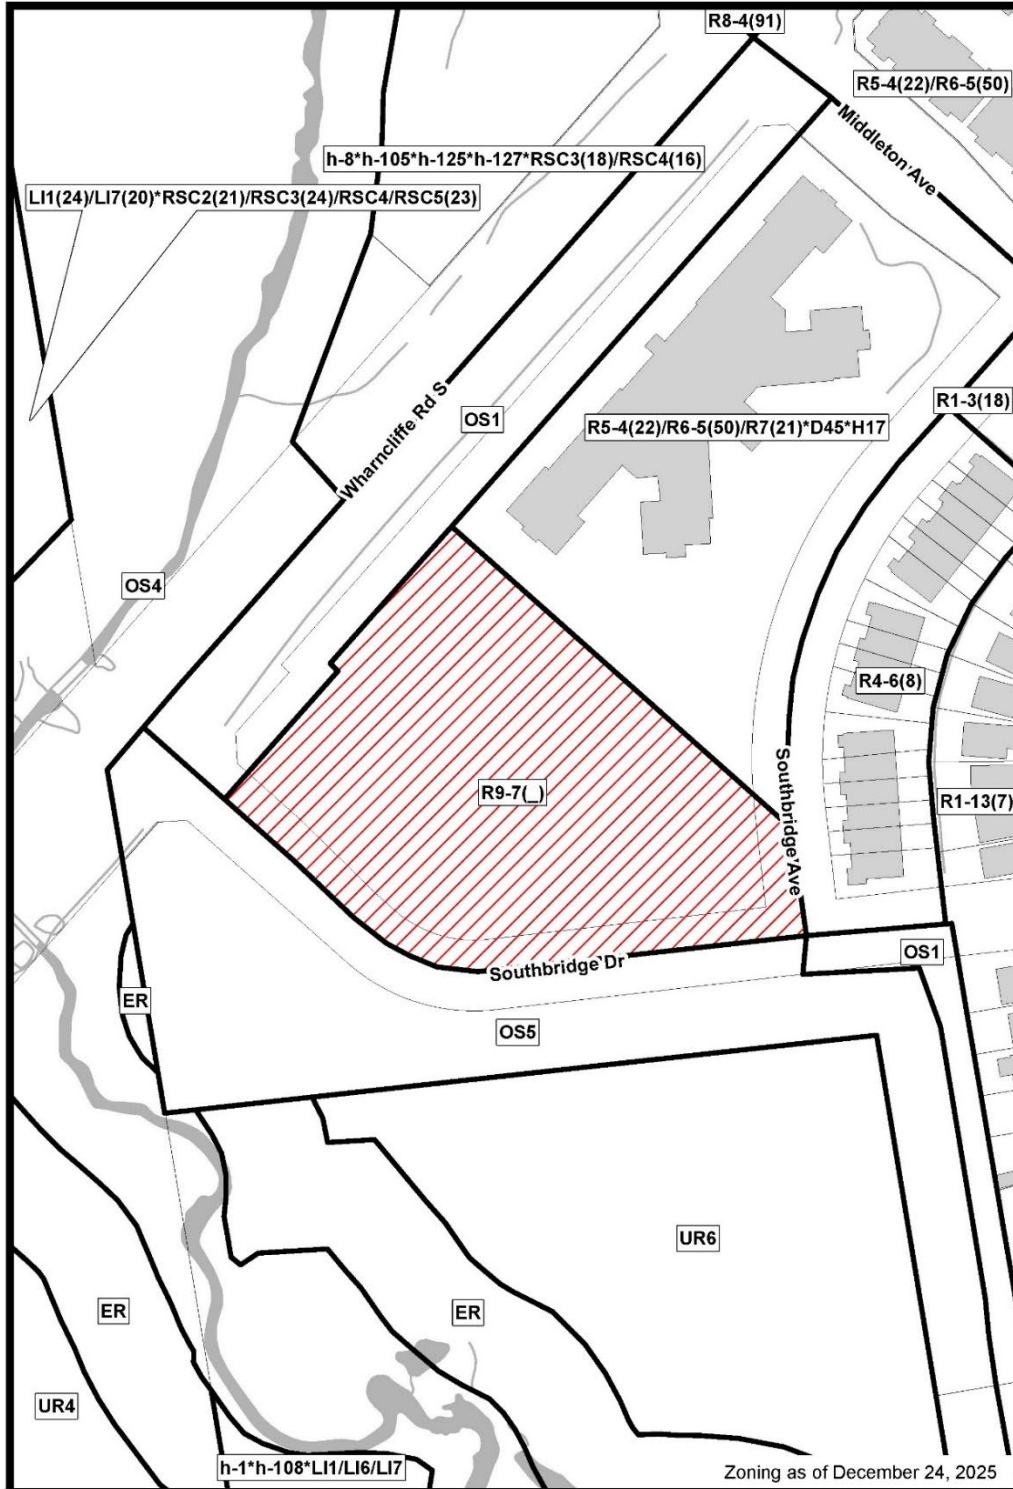 R8-4(91)
R5-4(22)/R6-5(50)
Middleton Ave
h-8*h-105*h-125*h-127*RSC3(18)/RSC4(16)
LI1(24)/LI7(20)*RSC2(21)/RSC3(24)/RSC4/RSC5(23)
R1-3(18)
OS1
R5-4(22)/R6-5(50)/R7(21)*D45*H17
Wharncliffe Rd S
OS4
R4-6(8)
R9-7(_)
Southbridge Ave
R1-13(7)
OS1
Southbridge Dr
ER
OS5
UR6
ER
ER
UR4
h-1*h-108*LI1/LI6/LI7
Zoning as of December 24, 2025